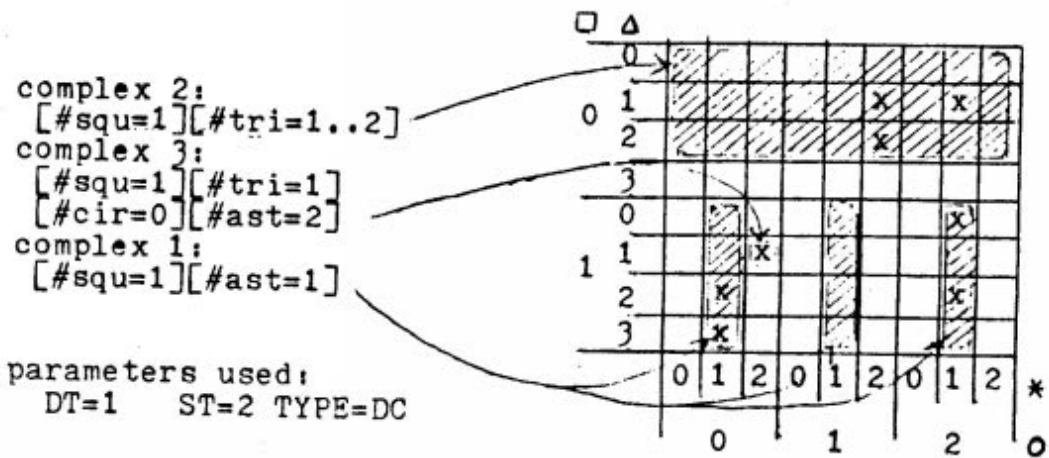 complex 2:
[#squ=1][#tri=1..2]
complex 3:
[#squ=1][#tri=1]
[#cir=0][#ast=2]
complex 1:
[#squ=1][#ast=1]
parameters used:
DT=1 ST=2 TYPE=DC
□ △
0
0 1 x x
2 x
3
0 x
1 1 x
2 x x
3 x
0 1 2 0 1 2 0 1 2 *
0 1 2 O